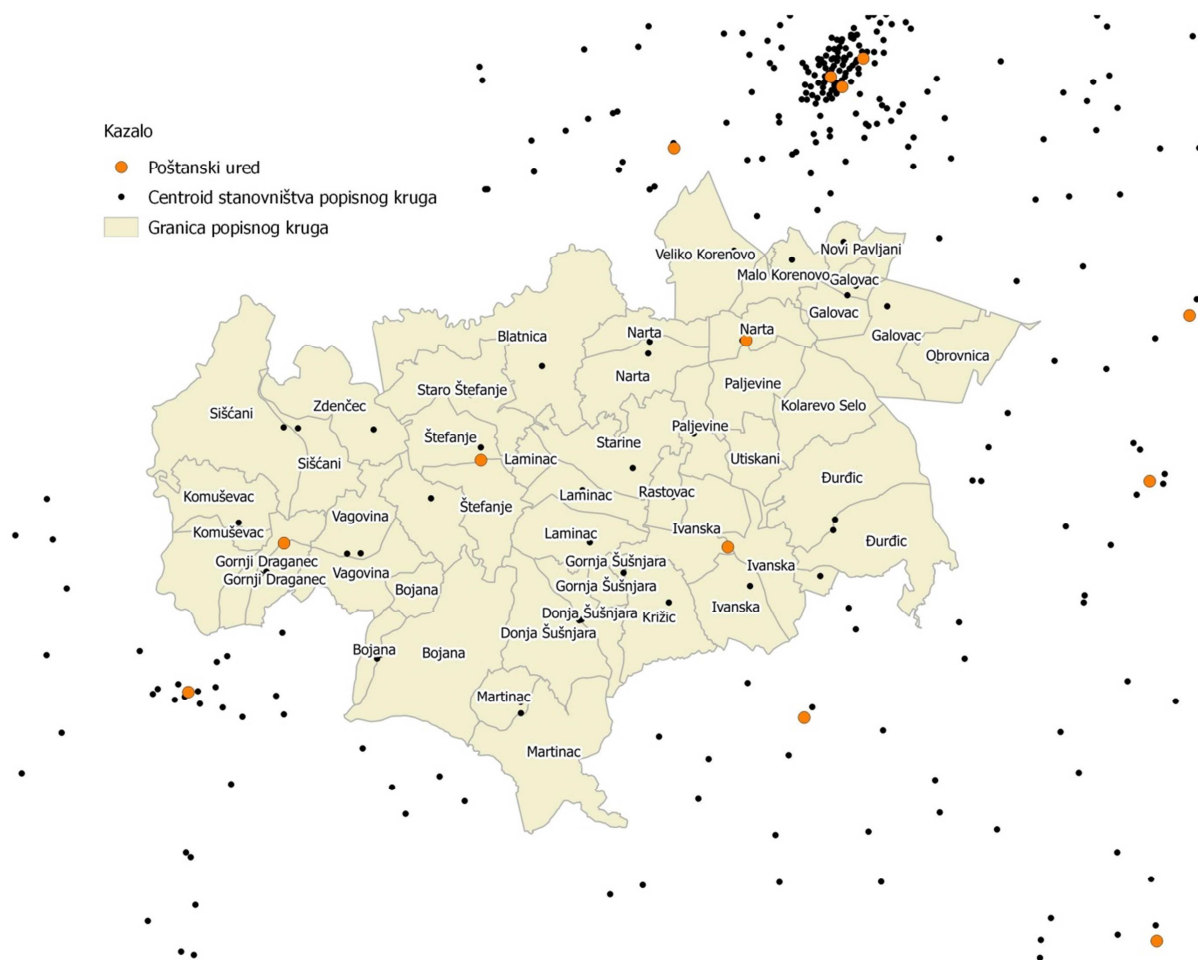 Kazalo
Poštanski ured
Centroid stanovništva popisnog kruga
Granica popisnog kruga
Veliko Korenovo
Novi Pavljani
Malo Korenovo
Galovac
Galovac
Narta
Narta
Blatnica
Galovac
Obrovnica
Narta
Paljevine
Staro Štefanje
Kolarevo Selo
Zdenčec
Sišćani
Paljevine
Štefanje
Starine
Laminac
Utiskani
Sišćani
Đurđic
Rastovac
Laminac
Komuševac
Štefanje
Vagovina
Ivanska
Komuševac
Laminac
Đurđic
Gornji Draganec
Gornja Šušnjara
Ivanska
Vagovina
Gornji Draganec
Gornja Šušnjara
Bojana
Ivanska
Donja Šušnjara
Križic
Donja Šušnjara
Bojana
Bojana
Martinac
Martinac